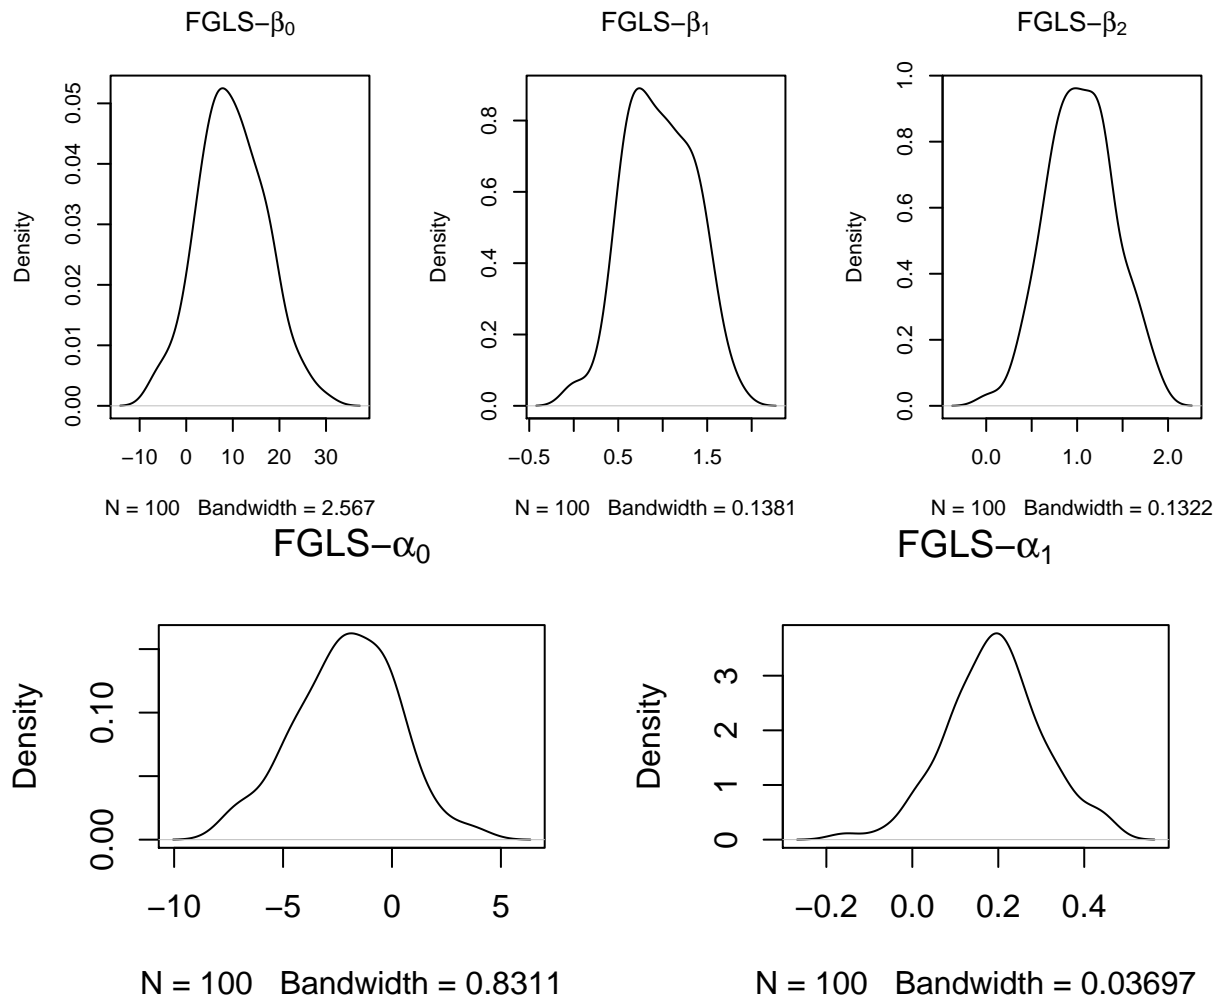 FGLS−β0
Density
0.00 0.01 0.02 0.03 0.04 0.05
−10 0 10 20 30
N = 100 Bandwidth = 2.567
FGLS−β1
Density
0.0 0.2 0.4 0.6 0.8
−0.5 0.5 1.5
N = 100 Bandwidth = 0.1381
FGLS−β2
Density
0.0 0.2 0.4 0.6 0.8 1.0
0.0 1.0 2.0
N = 100 Bandwidth = 0.1322
FGLS−α0
Density
0.00 0.10
−10 −5 0 5
N = 100 Bandwidth = 0.8311
FGLS−α1
Density
0 1 2 3
−0.2 0.0 0.2 0.4
N = 100 Bandwidth = 0.03697